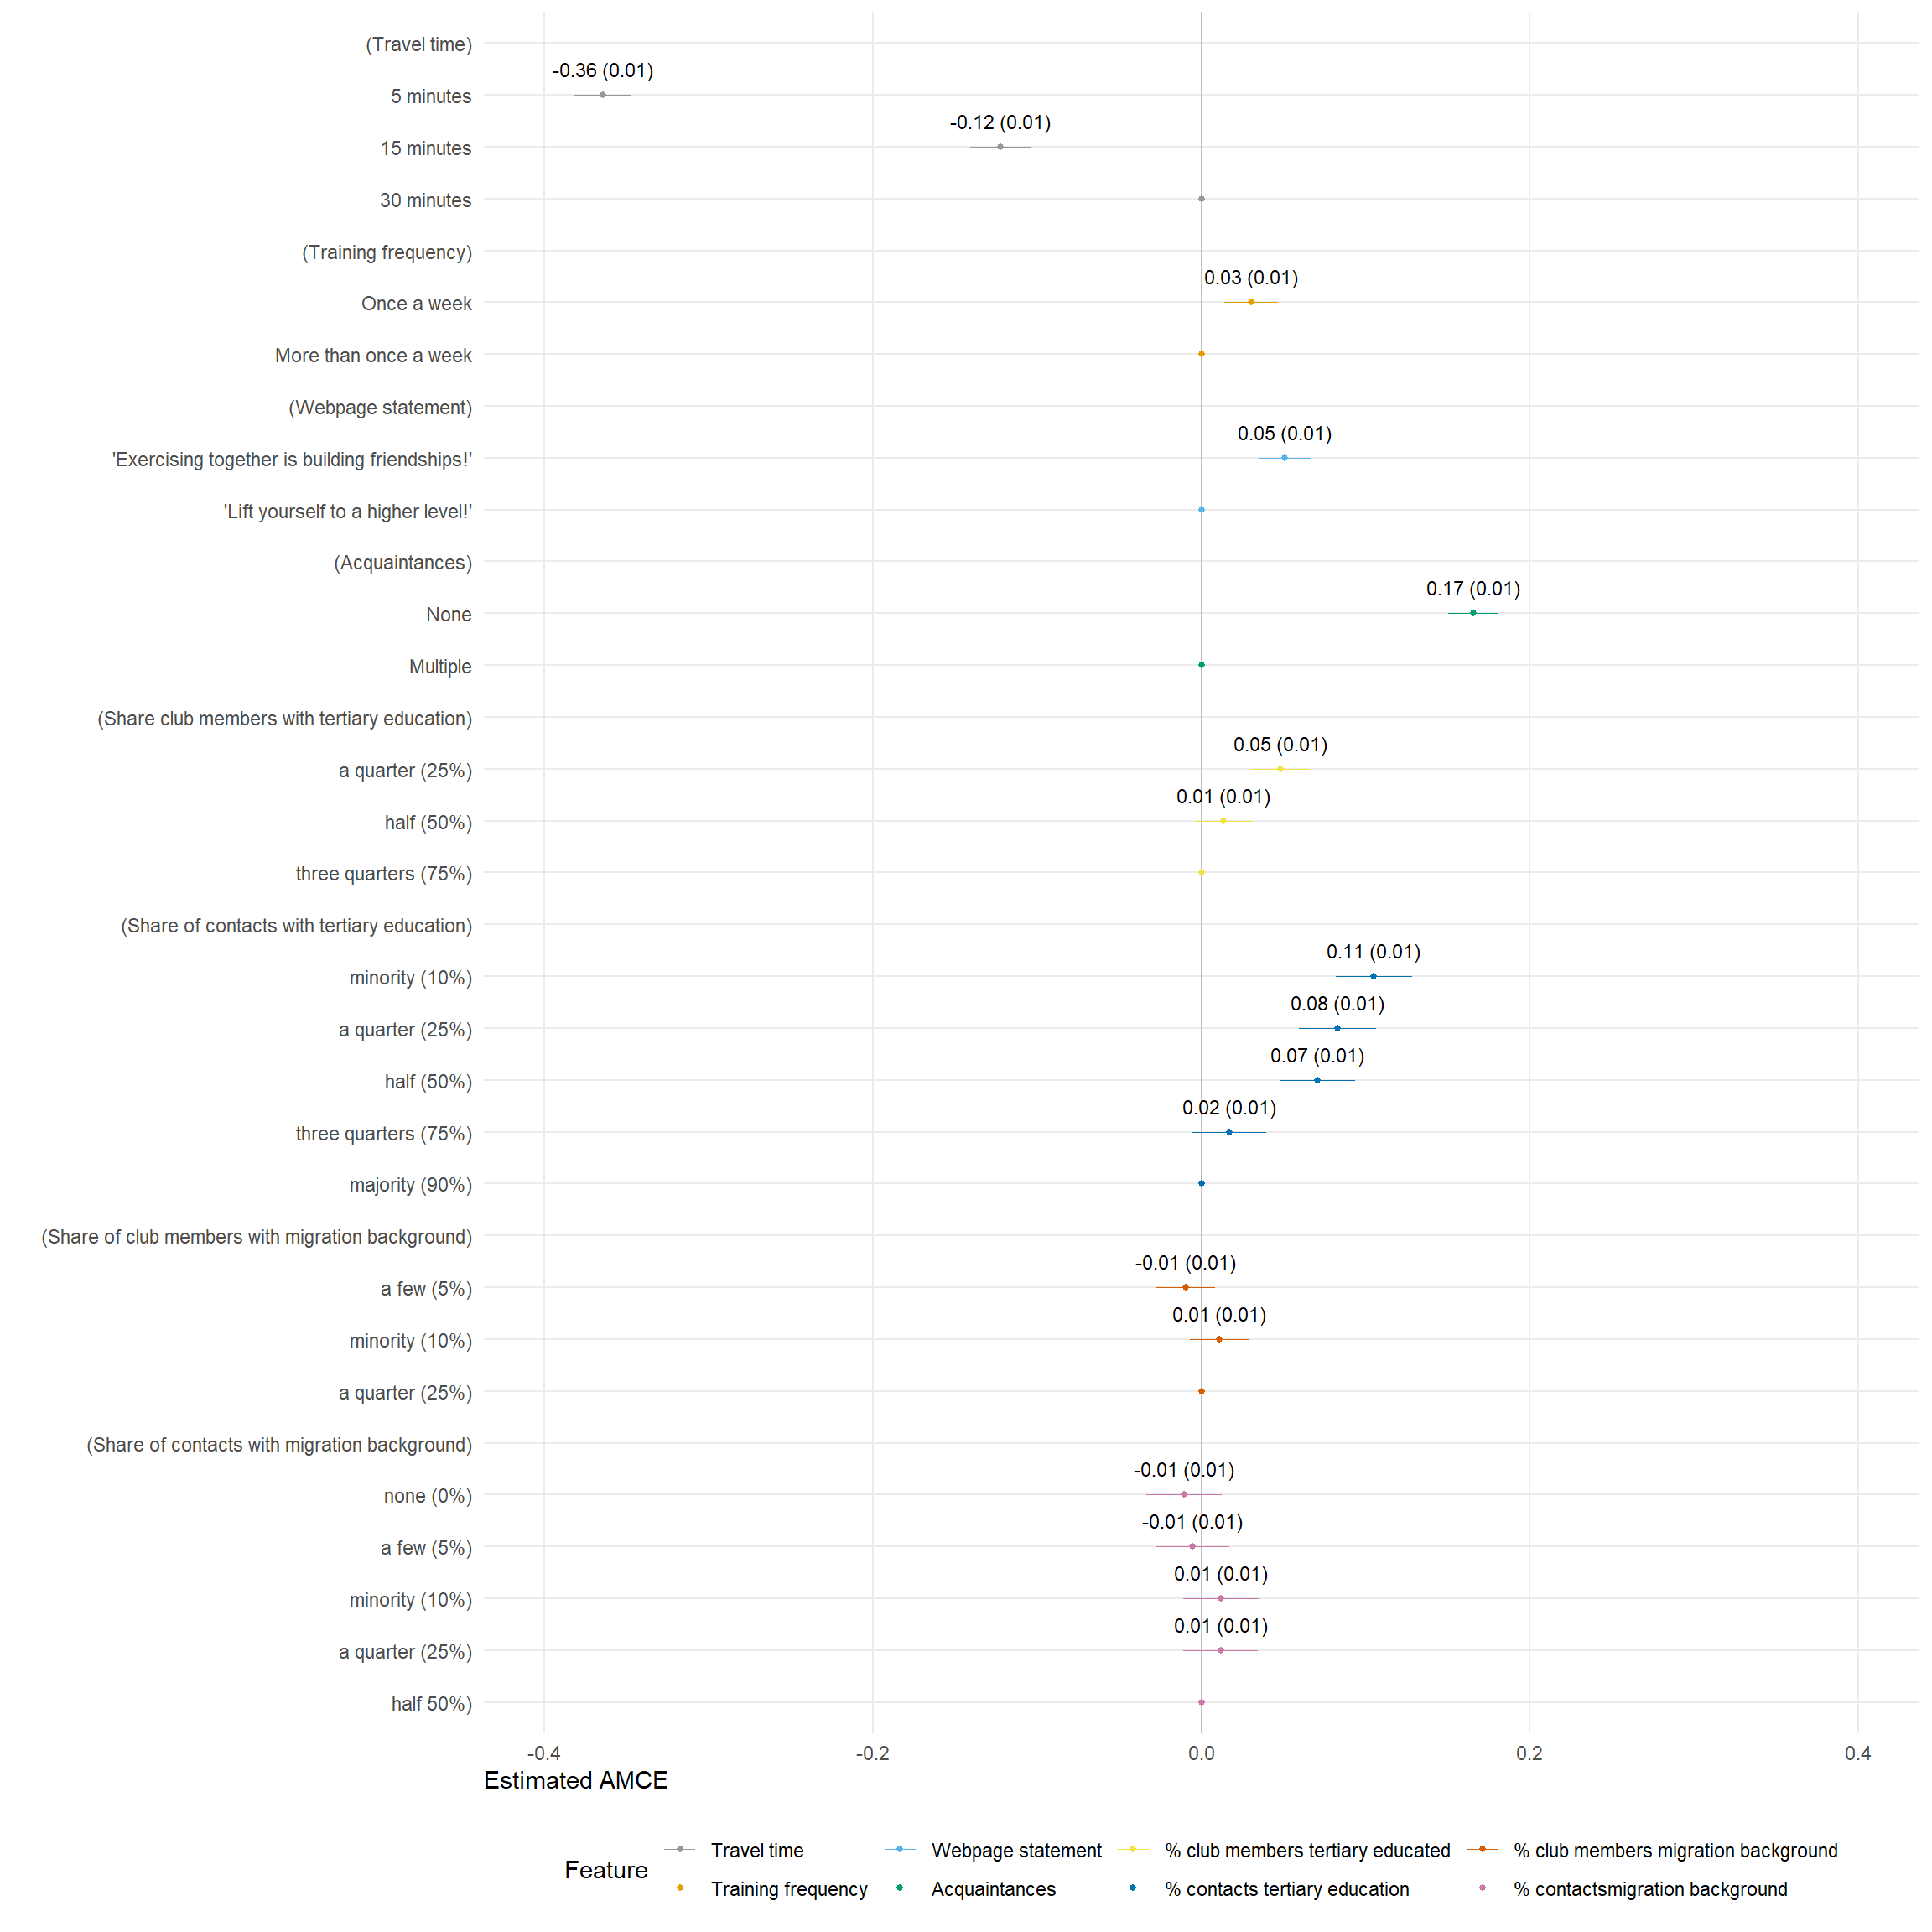 (Travel time)
-0.36 (0.01)
5 minutes
-0.12 (0.01)
15 minutes
30 minutes
(Training frequency)
0.03 (0.01)
Once a week
More than once a week
(Webpage statement)
0.05 (0.01)
'Exercising together is building friendships!'
'Lift yourself to a higher level!'
(Acquaintances)
0.17 (0.01)
None
Multiple
(Share club members with tertiary education)
0.05 (0.01)
a quarter (25%)
0.01 (0.01)
half (50%)
three quarters (75%)
(Share of contacts with tertiary education)
0.11 (0.01)
minority (10%)
0.08 (0.01)
a quarter (25%)
0.07 (0.01)
half (50%)
0.02 (0.01)
three quarters (75%)
majority (90%)
(Share of club members with migration background)
-0.01 (0.01)
a few (5%)
0.01 (0.01)
minority (10%)
a quarter (25%)
(Share of contacts with migration background)
-0.01 (0.01)
none (0%)
-0.01 (0.01)
a few (5%)
0.01 (0.01)
minority (10%)
0.01 (0.01)
a quarter (25%)
half 50%)
-0.4 -0.2 0.0 0.2 0.4
Estimated AMCE
Feature
Travel time Webpage statement % club members tertiary educated % club members migration background
Training frequency Acquaintances % contacts tertiary education % contactsmigration background